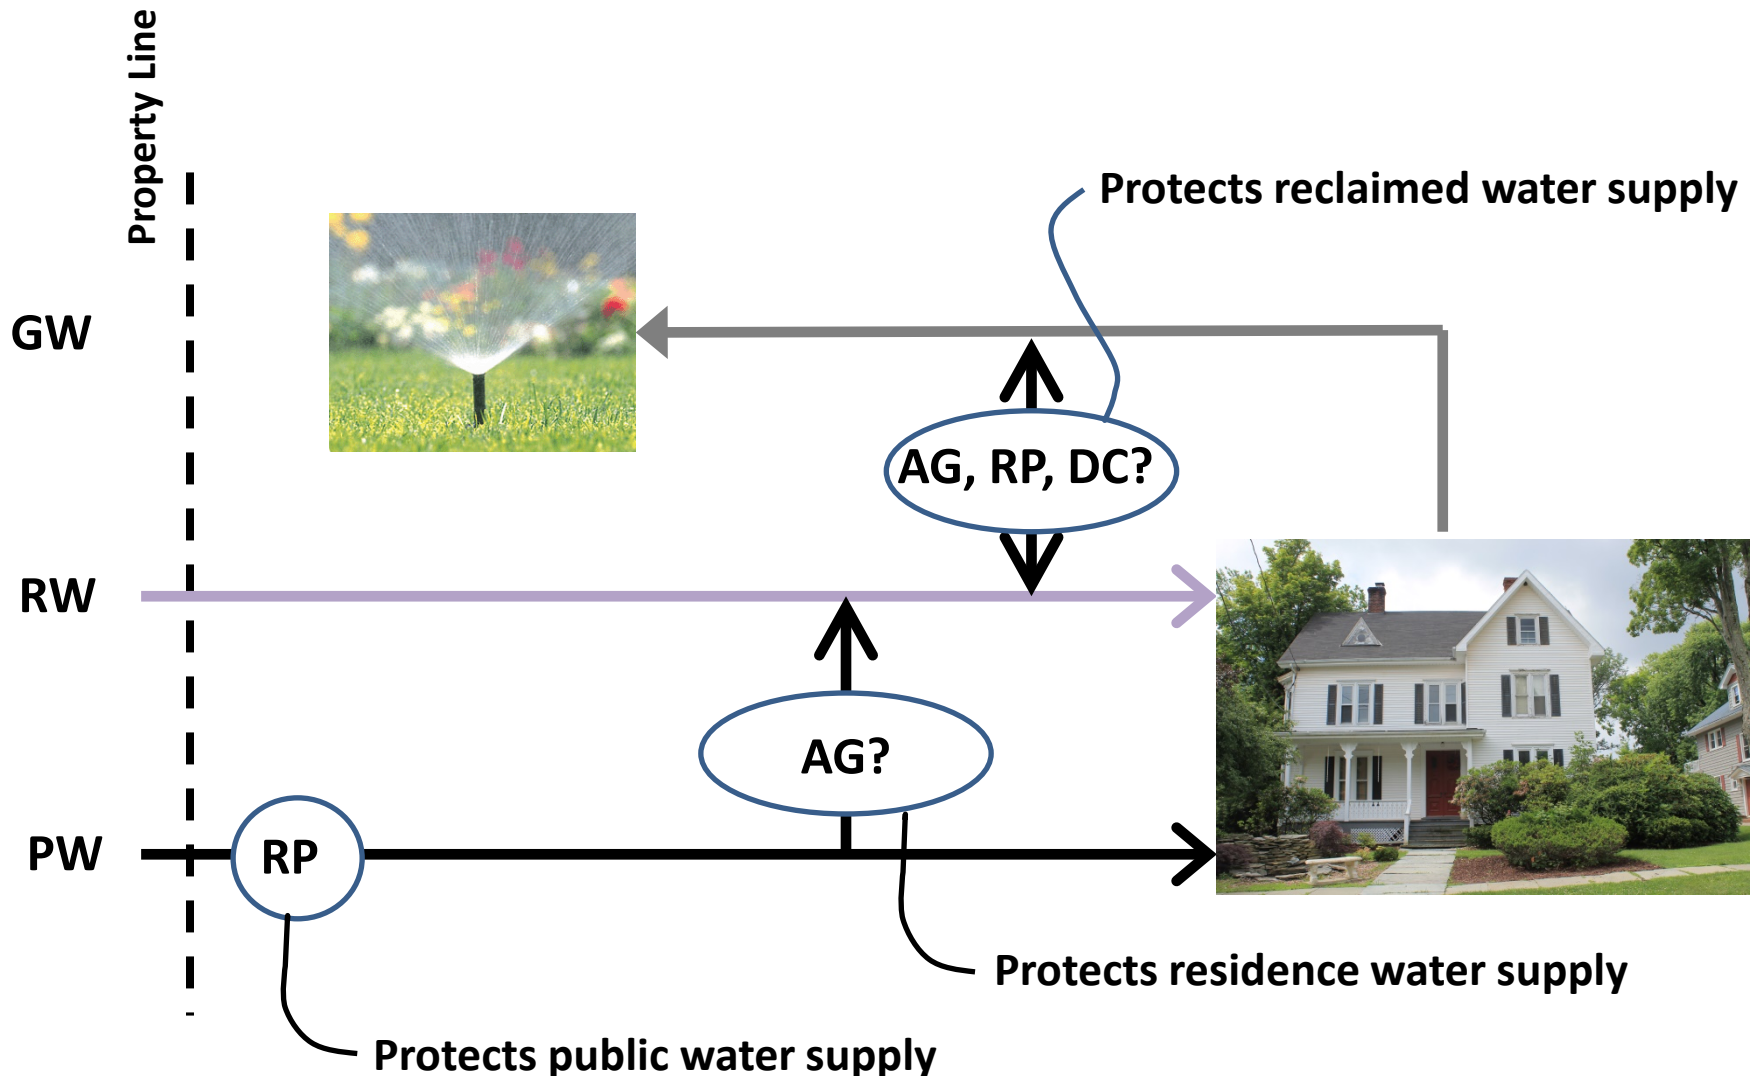 Property Line
Protects reclaimed water supply
GW
AG, RP, DC?
RW
AG?
PW
RP
Protects residence water supply
Protects public water supply